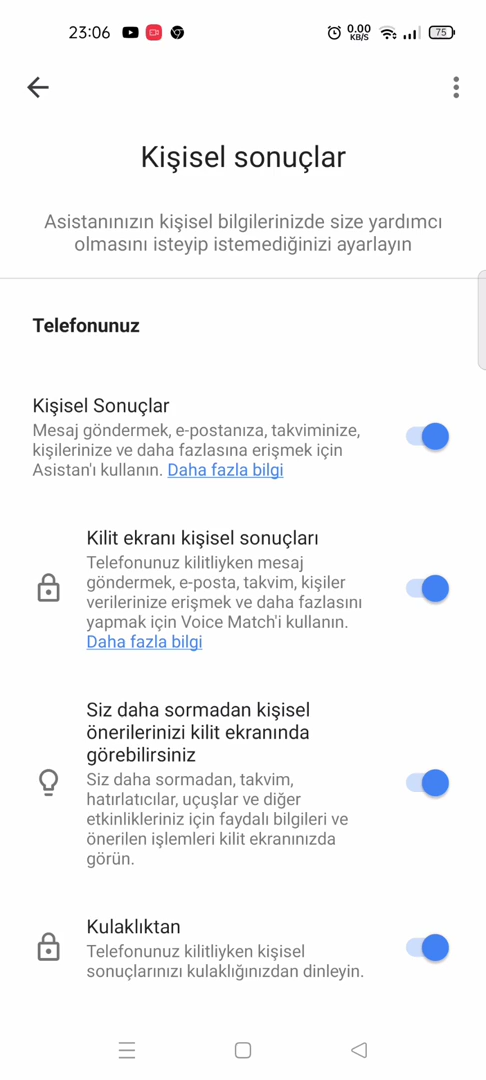 23:06
0.00
KB/S
75
Kişisel sonuçlar
Asistanınızın kişisel bilgilerinizde size yardımcı
olmasını isteyip istemediğinizi ayarlayın
Telefonunuz
Kişisel Sonuçlar
Mesaj göndermek, e-postanıza, takviminize,
kişilerinize ve daha fazlasına erişmek için
Asistan'ı kullanın. Daha fazla bilgi
Kilit ekranı kişisel sonuçları
Telefonunuz kilitliyken mesaj
göndermek, e-posta, takvim, kişiler
verilerinize erişmek ve daha fazlasını
yapmak için Voice Match'i kullanın.
Daha fazla bilgi
Siz daha sormadan kişisel
önerilerinizi kilit ekranında
görebilirsiniz
Siz daha sormadan, takvim,
hatırlatıcılar, uçuşlar ve diğer
etkinlikleriniz için faydalı bilgileri ve
önerilen işlemleri kilit ekranınızda
görün.
Kulaklıktan
Telefonunuz kilitliyken kişisel
sonuçlarınızı kulaklığınızdan dinleyin.